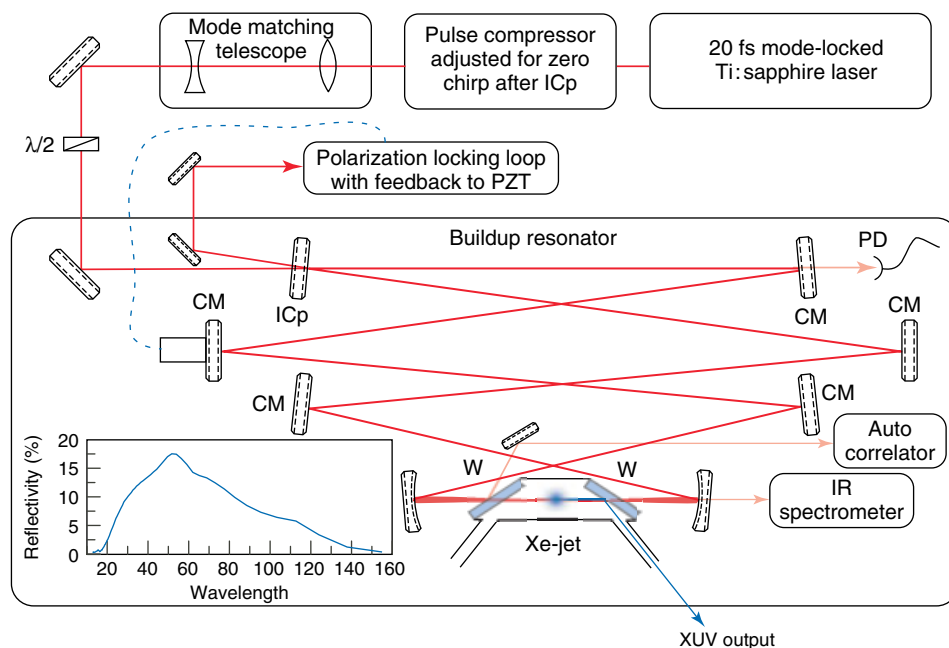 Mode matching
telescope
Pulse compressor
adjusted for zero
chirp after ICp
20 fs mode-locked
Ti:sapphire laser
λ/2
Polarization locking loop
with feedback to PZT
Buildup resonator
PD
ICp
CM
CM
CM
CM
CM
Auto
correlator
W
W
IR
spectrometer
Xe-jet
Reflectivity (%)
20
15
10
5
0
20 40 60 80 100 120 140 160
Wavelength
XUV output